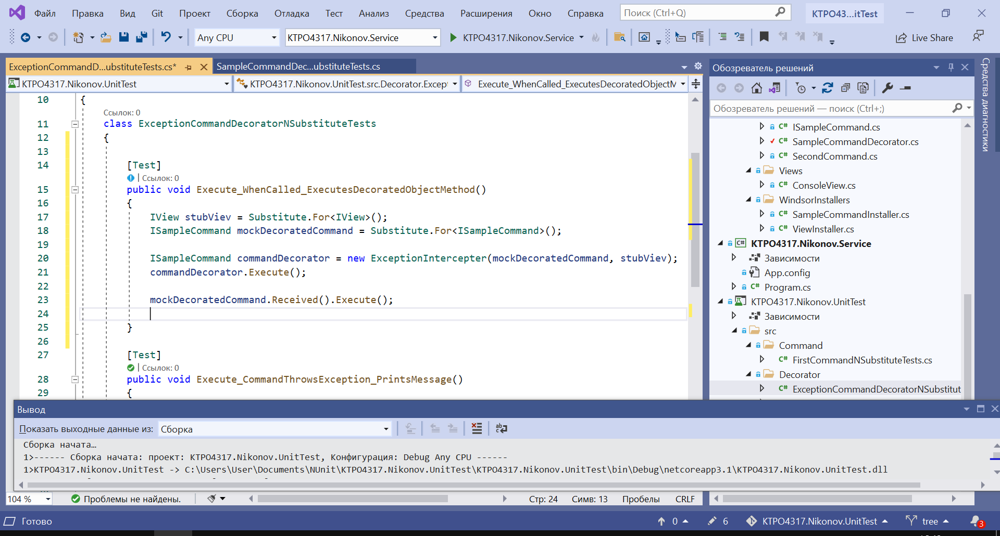 Файл Правка Вид Git Проект Сборка Отладка Тест Анализ Средства Расширения Окно Справка Поиск (Ctrl+Q) КТРО43...itTest
Any CPU KTPO4317.Nikonov.Service KTPO4317.Nikonov.Service Live Share
ExceptionCommandD...ubstituteTests.cs* SampleCommandDec...ubstituteTests.cs
KTPO4317.Nikonov.UnitTest KTPO4317.Nikonov.UnitTest.src.Decorator.Excep Execute_WhenCalled_ExecutesDecoratedObjectM
10 {
Ссылок: 0
11 class ExceptionCommandDecoratorNSubstituteTests
12 {
13
14 [Test]
Ссылок: 0
15 public void Execute_WhenCalled_ExecutesDecoratedObjectMethod()
16 {
17 IView stubViev = Substitute.For<IView>();
18 ISampleCommand mockDecoratedCommand = Substitute.For<ISampleCommand>();
19
20 ISampleCommand commandDecorator = new ExceptionIntercepter(mockDecoratedCommand, stubViev);
21 commandDecorator.Execute();
22
23 mockDecoratedCommand.Received().Execute();
24
25 }
26
27 [Test]
Ссылок: 0
28 public void Execute_CommandThrowsException_PrintsMessage()
29 {
Обозреватель решений
Обозреватель решений — поиск (Ctrl+;)
C# ISampleCommand.cs
C# SampleCommandDecorator.cs
C# SecondCommand.cs
Views
C# ConsoleView.cs
WindsorInstallers
C# SampleCommandInstaller.cs
C# ViewInstaller.cs
C# KTPO4317.Nikonov.Service
Зависимости
App.config
C# Program.cs
KTPO4317.Nikonov.UnitTest
Зависимости
src
Command
C# FirstCommandNSubstituteTests.cs
Decorator
C# ExceptionCommandDecoratorNSubstitut
Средства диагностики
Вывод
Показать выходные данные из: Сборка
Сборка начата…
1>------ Сборка начата: проект: KTPO4317.Nikonov.UnitTest, Конфигурация: Debug Any CPU ------
1>KTPO4317.Nikonov.UnitTest -> C:\Users\User\Documents\NUnit\KTPO4317.Nikonov.UnitTest\KTPO4317.Nikonov.UnitTest\bin\Debug\netcoreapp3.1\KTPO4317.Nikonov.UnitTest.dll
104 % Проблемы не найдены. Стр: 24 Симв: 13 Пробелы CRLF
Готово 0 6 KTPO4317.Nikonov.UnitTest tree 3